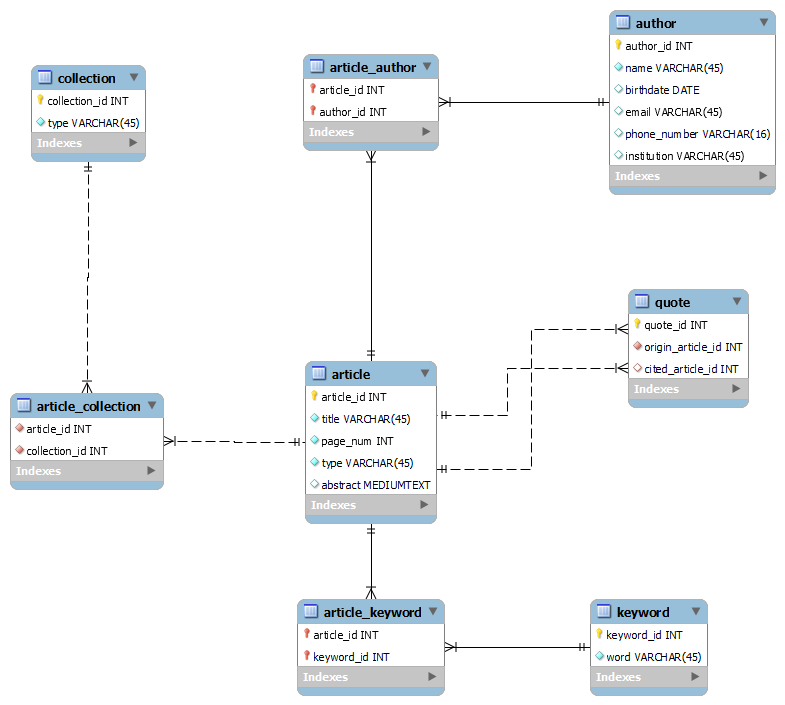 collection
collection_id INT
type VARCHAR(45)
Indexes
article_author
article_id INT
author_id INT
Indexes
author
author_id INT
name VARCHAR(45)
birthdate DATE
email VARCHAR(45)
phone_number VARCHAR(16)
institution VARCHAR(45)
Indexes
quote
quote_id INT
origin_article_id INT
cited_article_id INT
Indexes
article
article_id INT
title VARCHAR(45)
page_num INT
type VARCHAR(45)
abstract MEDIUMTEXT
Indexes
article_collection
article_id INT
collection_id INT
Indexes
article_keyword
article_id INT
keyword_id INT
Indexes
keyword
keyword_id INT
word VARCHAR(45)
Indexes